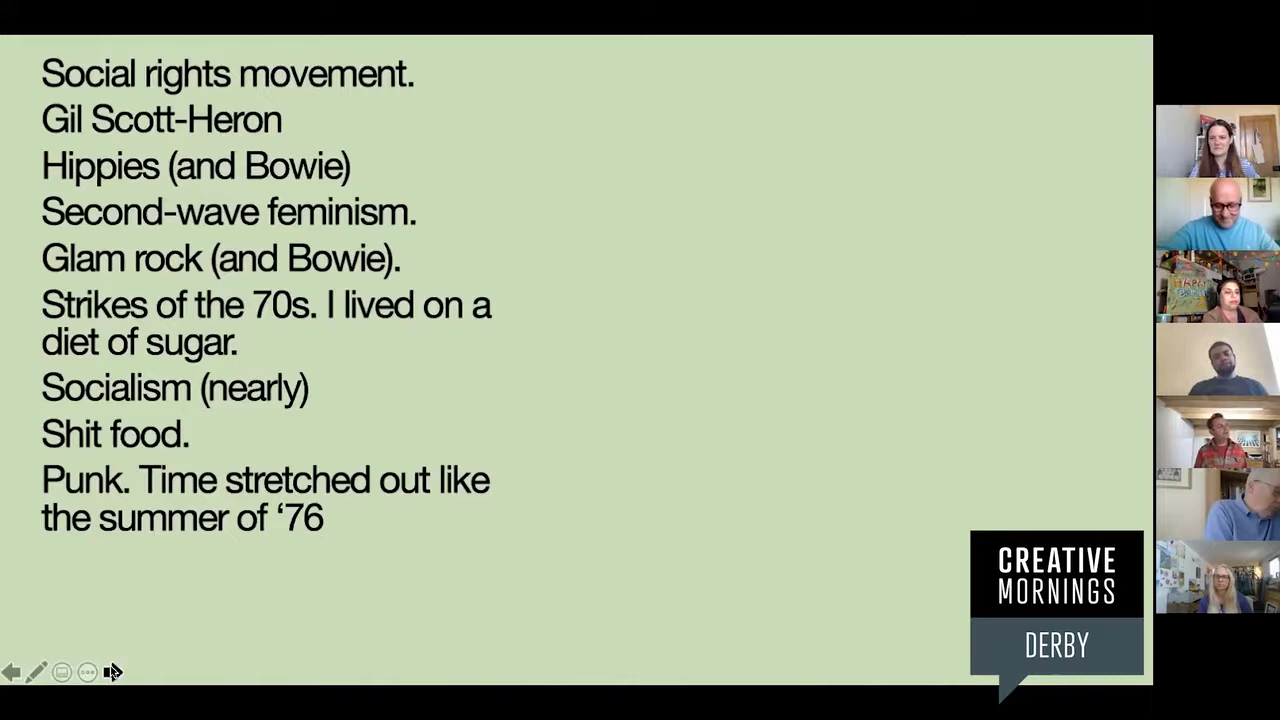 Social rights movement.
Gil Scott-Heron
Hippies (and Bowie)
Second-wave feminism.
Glam rock (and Bowie).
Strikes of the 70s. I lived on a
diet of sugar.
Socialism (nearly)
Shit food.
Punk. Time stretched out like
the summer of ‘76
CREATIVE
MORNINGS
DERBY
HAPPY